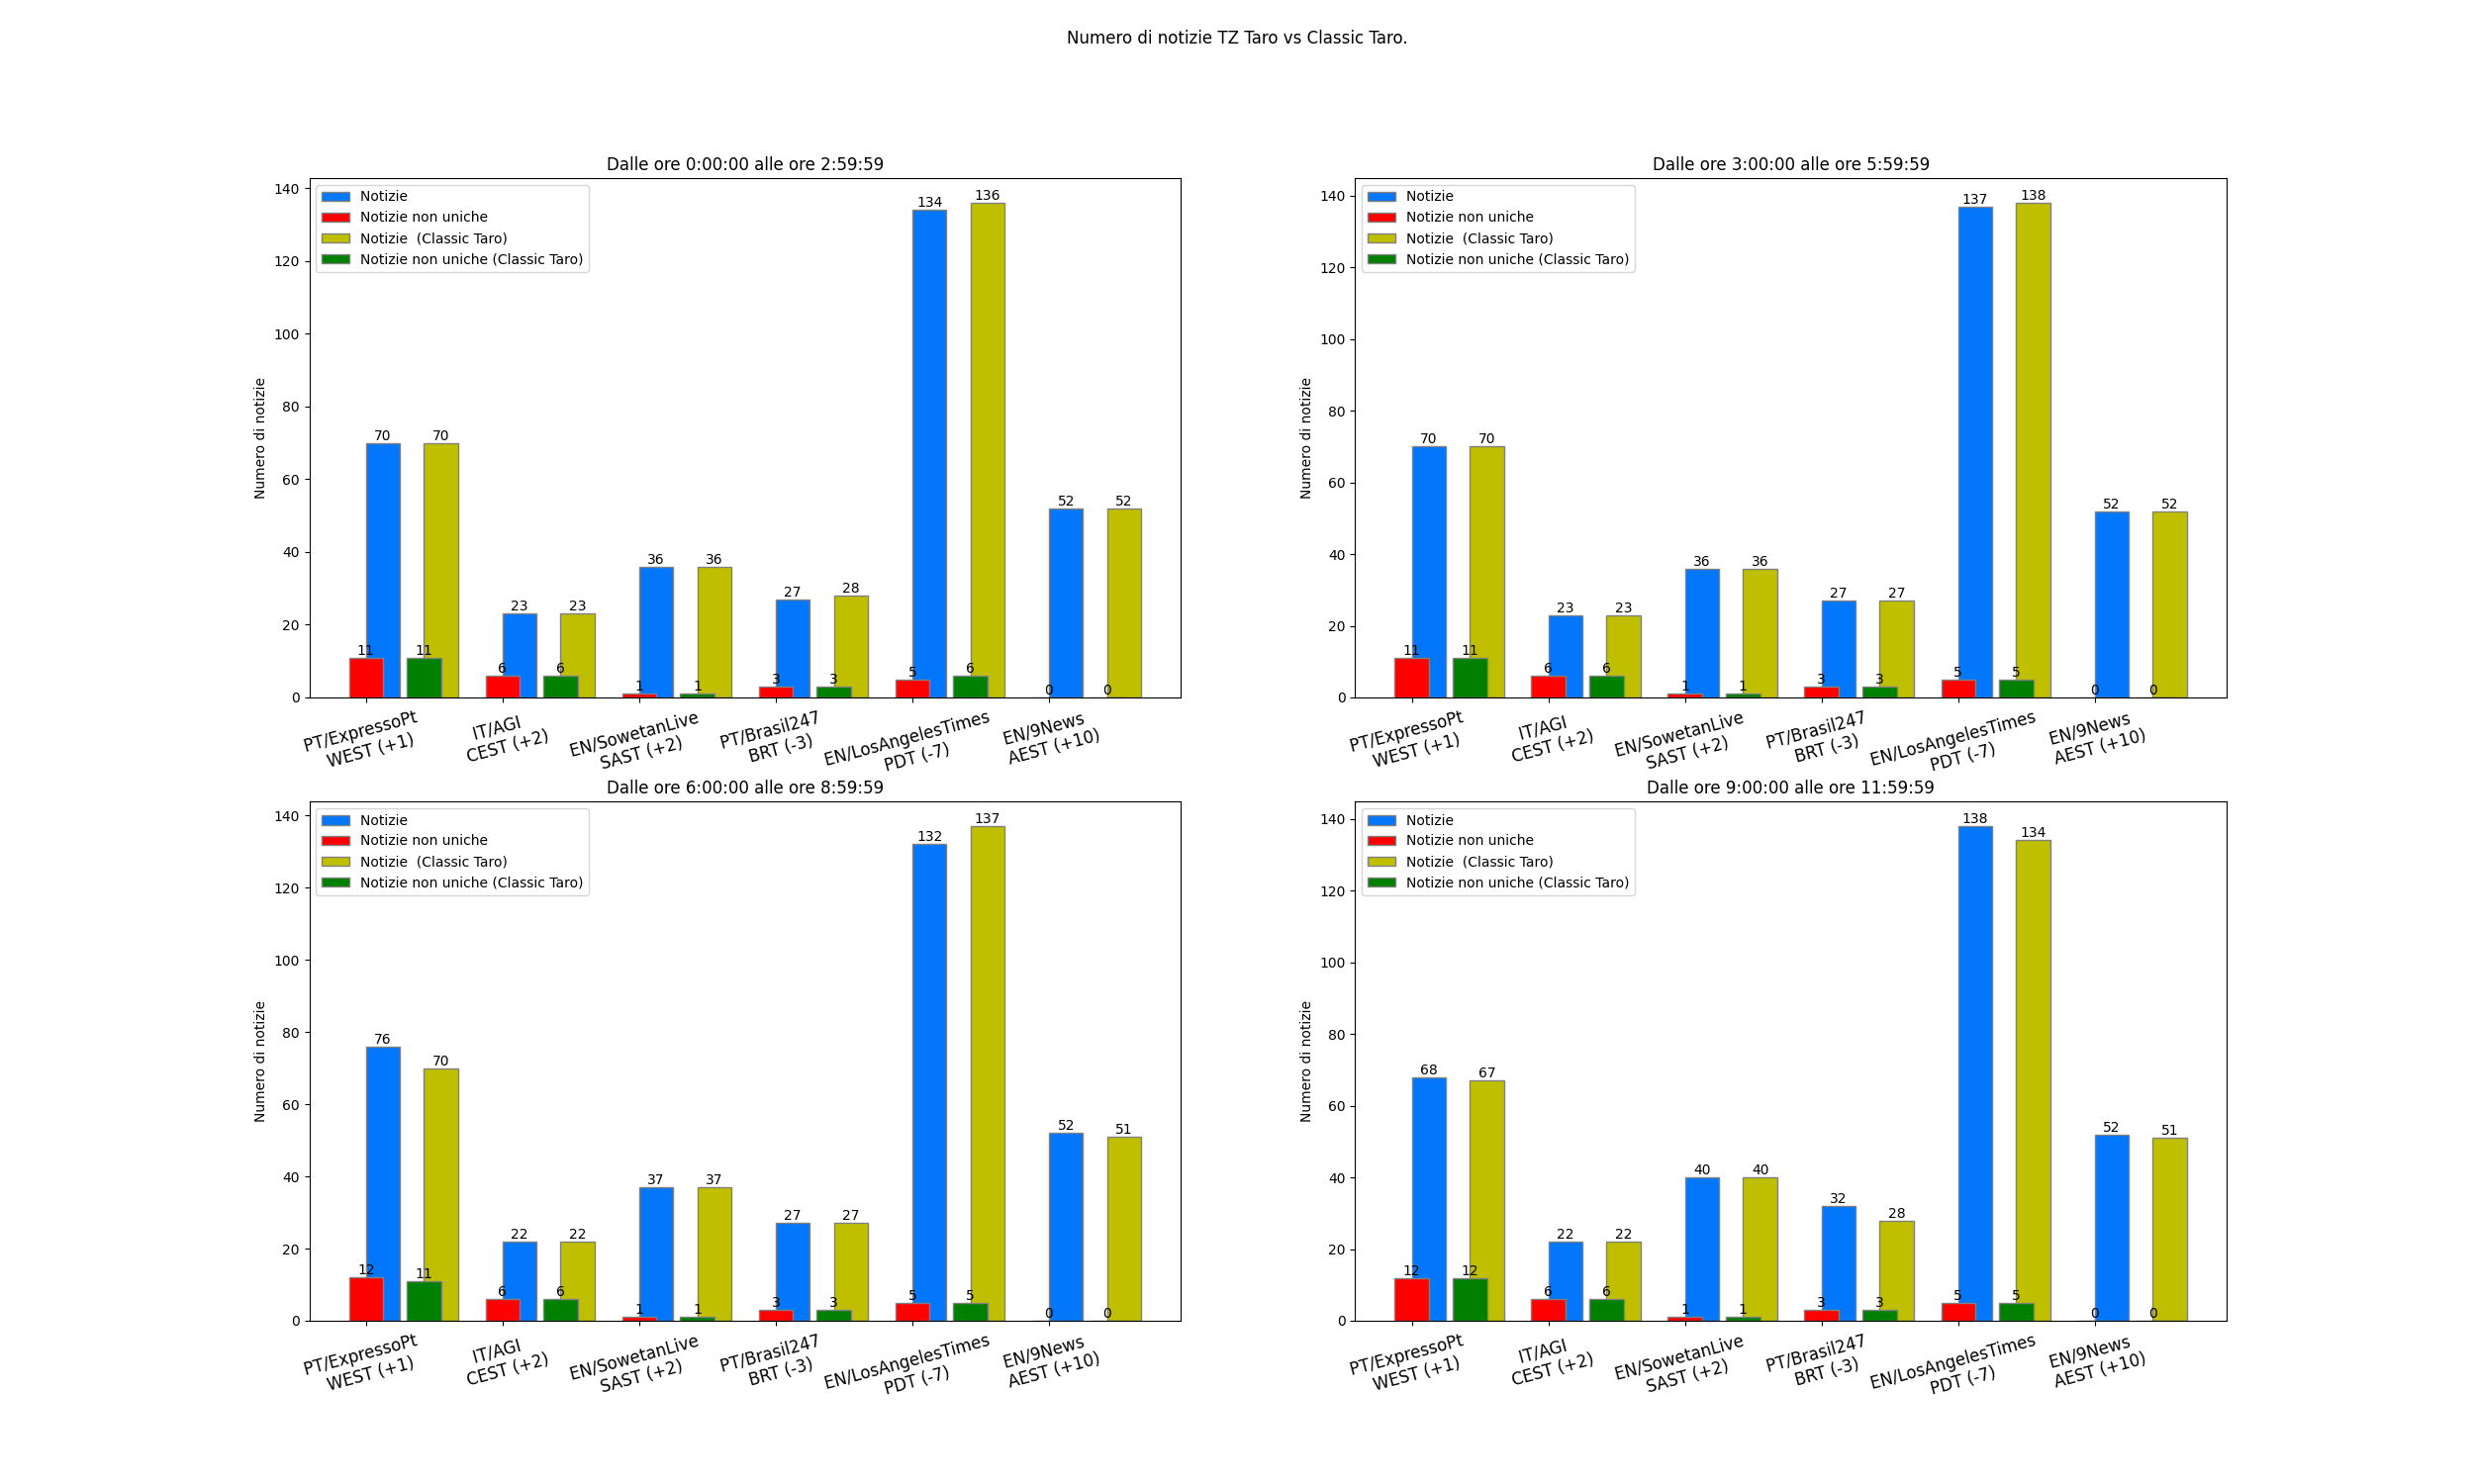 Numero di notizie TZ Taro vs Classic Taro.
Dalle ore 0:00:00 alle ore 2:59:59
Notizie
Notizie non uniche
Notizie  (Classic Taro)
Notizie non uniche (Classic Taro)
Numero di notizie
140
120
100
80
60
40
20
0
70 70 23 23 36 36 27 28 134 136 52 52
11 11 6 6 1 1 3 3 5 6 0 0
PT/ExpressoPt
WEST (+1)
IT/AGI
CEST (+2)
EN/SowetanLive
SAST (+2)
PT/Brasil247
BRT (-3)
EN/LosAngelesTimes
PDT (-7)
EN/9News
AEST (+10)
Dalle ore 3:00:00 alle ore 5:59:59
Notizie
Notizie non uniche
Notizie  (Classic Taro)
Notizie non uniche (Classic Taro)
Numero di notizie
140
120
100
80
60
40
20
0
70 70 23 23 36 36 27 27 137 138 52 52
11 11 6 6 1 1 3 3 5 5 0 0
PT/ExpressoPt
WEST (+1)
IT/AGI
CEST (+2)
EN/SowetanLive
SAST (+2)
PT/Brasil247
BRT (-3)
EN/LosAngelesTimes
PDT (-7)
EN/9News
AEST (+10)
Dalle ore 6:00:00 alle ore 8:59:59
Notizie
Notizie non uniche
Notizie  (Classic Taro)
Notizie non uniche (Classic Taro)
Numero di notizie
140
120
100
80
60
40
20
0
76 70 22 22 37 37 27 27 132 137 52 51
12 11 6 6 1 1 3 3 5 5 0 0
PT/ExpressoPt
WEST (+1)
IT/AGI
CEST (+2)
EN/SowetanLive
SAST (+2)
PT/Brasil247
BRT (-3)
EN/LosAngelesTimes
PDT (-7)
EN/9News
AEST (+10)
Dalle ore 9:00:00 alle ore 11:59:59
Notizie
Notizie non uniche
Notizie  (Classic Taro)
Notizie non uniche (Classic Taro)
Numero di notizie
140
120
100
80
60
40
20
0
68 67 22 22 40 40 32 28 138 134 52 51
12 12 6 6 1 1 3 3 5 5 0 0
PT/ExpressoPt
WEST (+1)
IT/AGI
CEST (+2)
EN/SowetanLive
SAST (+2)
PT/Brasil247
BRT (-3)
EN/LosAngelesTimes
PDT (-7)
EN/9News
AEST (+10)